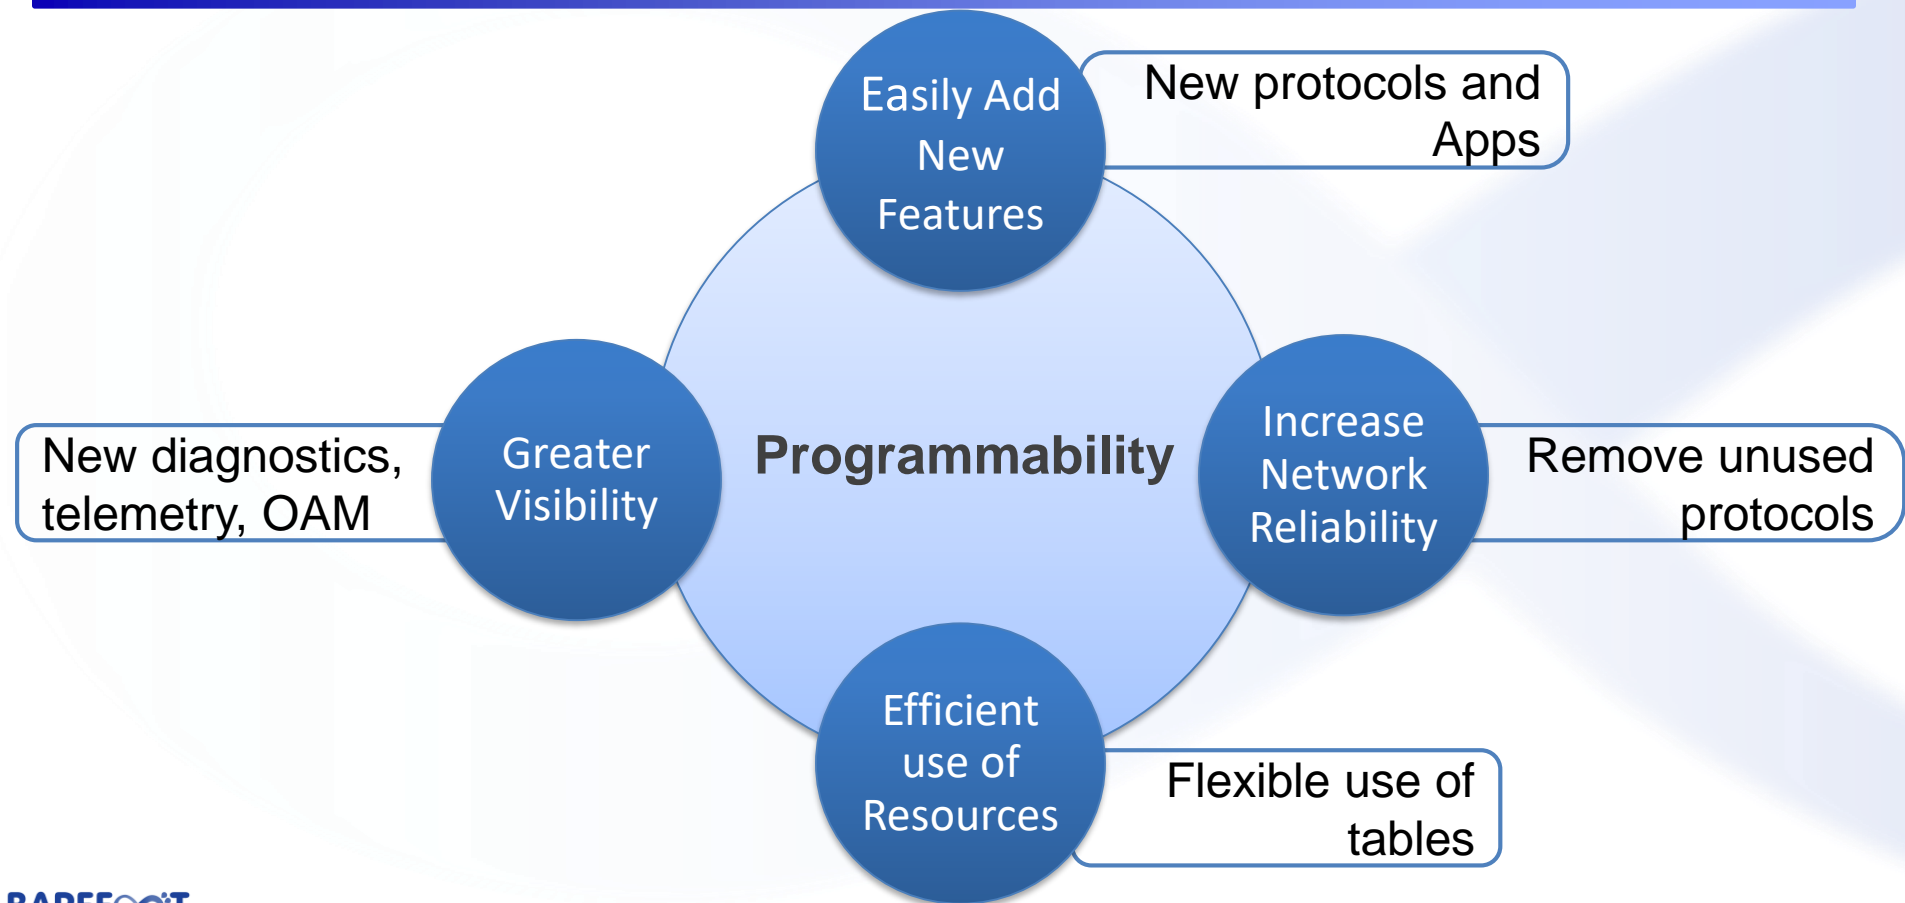 Easily Add
New
Features
New protocols and
Apps
Greater
Visibility
New diagnostics,
telemetry, OAM
Programmability
Increase
Network
Reliability
Remove unused
protocols
Efficient
use of
Resources
Flexible use of
tables
BAREFOOT